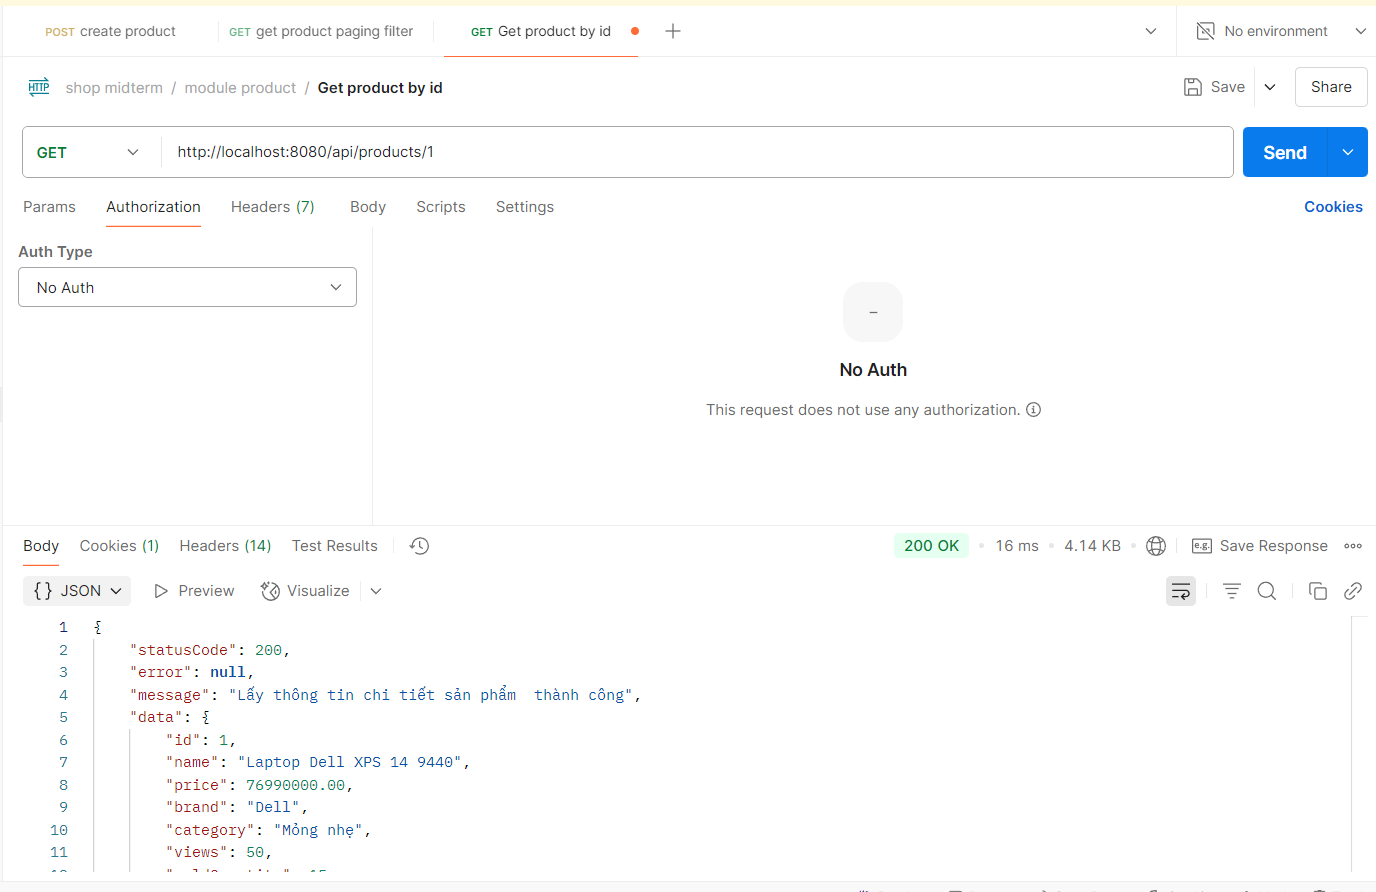 POST create product
GET get product paging filter
GET Get product by id
No environment
HTTP shop midterm / module product / Get product by id
Save
Share
GET
http://localhost:8080/api/products/1
Send
Params
Authorization
Headers (7)
Body
Scripts
Settings
Cookies
Auth Type
No Auth
No Auth
This request does not use any authorization.
Body
Cookies (1)
Headers (14)
Test Results
200 OK
16 ms
4.14 KB
e.g. Save Response
{} JSON
Preview
Visualize
1 {
2 "statusCode": 200,
3 "error": null,
4 "message": "Lấy thông tin chi tiết sản phẩm  thành công",
5 "data": {
6 "id": 1,
7 "name": "Laptop Dell XPS 14 9440",
8 "price": 76990000.00,
9 "brand": "Dell",
10 "category": "Mỏng nhẹ",
11 "views": 50,